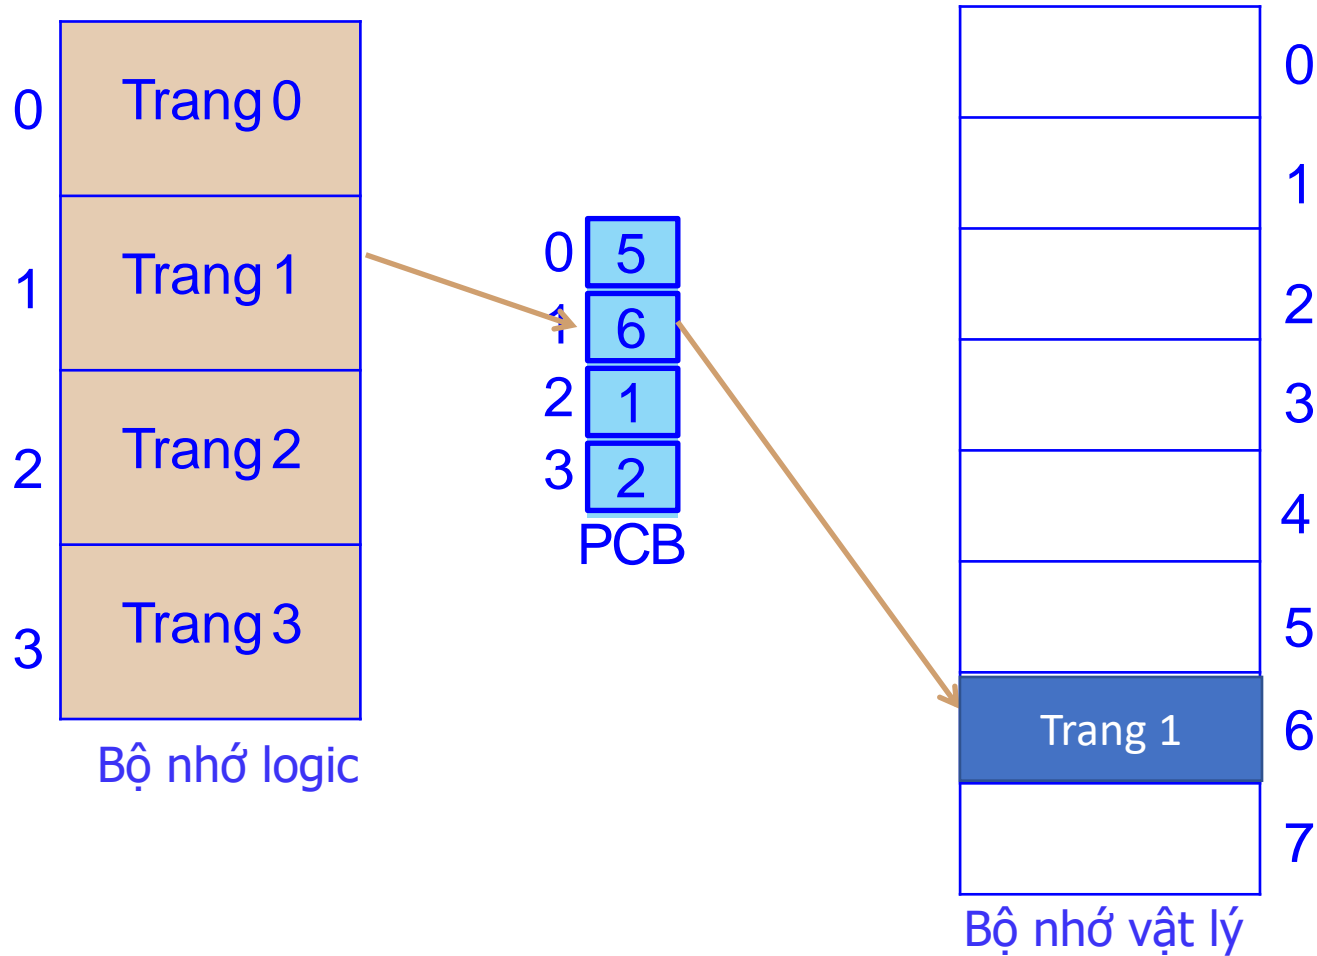 0 Trang 0
1 Trang 1
2 Trang 2
3 Trang 3
Bộ nhớ logic
0 5
1 6
2 1
3 2
PCB
0
1
2
3
4
5
Trang 1 6
7
Bộ nhớ vật lý